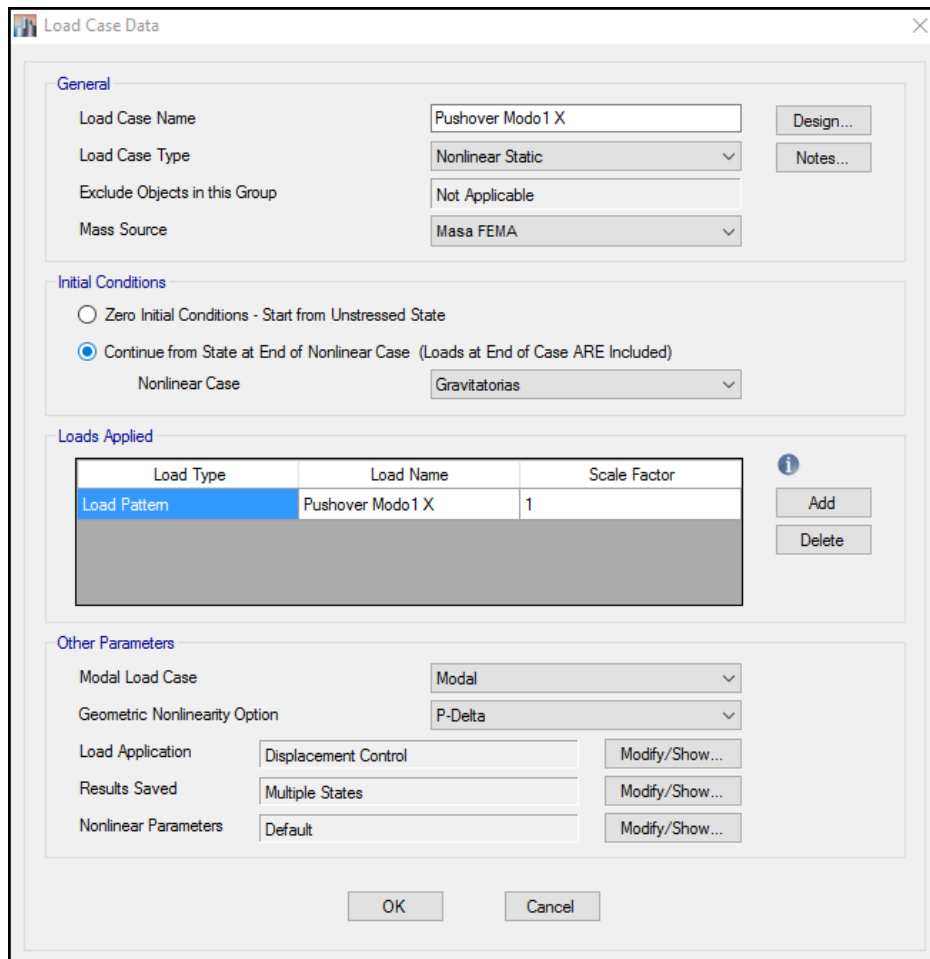 Load Case Data
General
Load Case Name Pushover Modo1 X Design...
Load Case Type Nonlinear Static Notes...
Exclude Objects in this Group Not Applicable
Mass Source Masa FEMA
Initial Conditions
Zero Initial Conditions - Start from Unstressed State
Continue from State at End of Nonlinear Case (Loads at End of Case ARE Included)
Nonlinear Case Gravitatorias
Loads Applied
Load Type Load Name Scale Factor
Load Pattern Pushover Modo1 X 1 Add
Delete
Other Parameters
Modal Load Case Modal
Geometric Nonlinearity Option P-Delta
Load Application Displacement Control Modify/Show...
Results Saved Multiple States Modify/Show...
Nonlinear Parameters Default Modify/Show...
OK Cancel